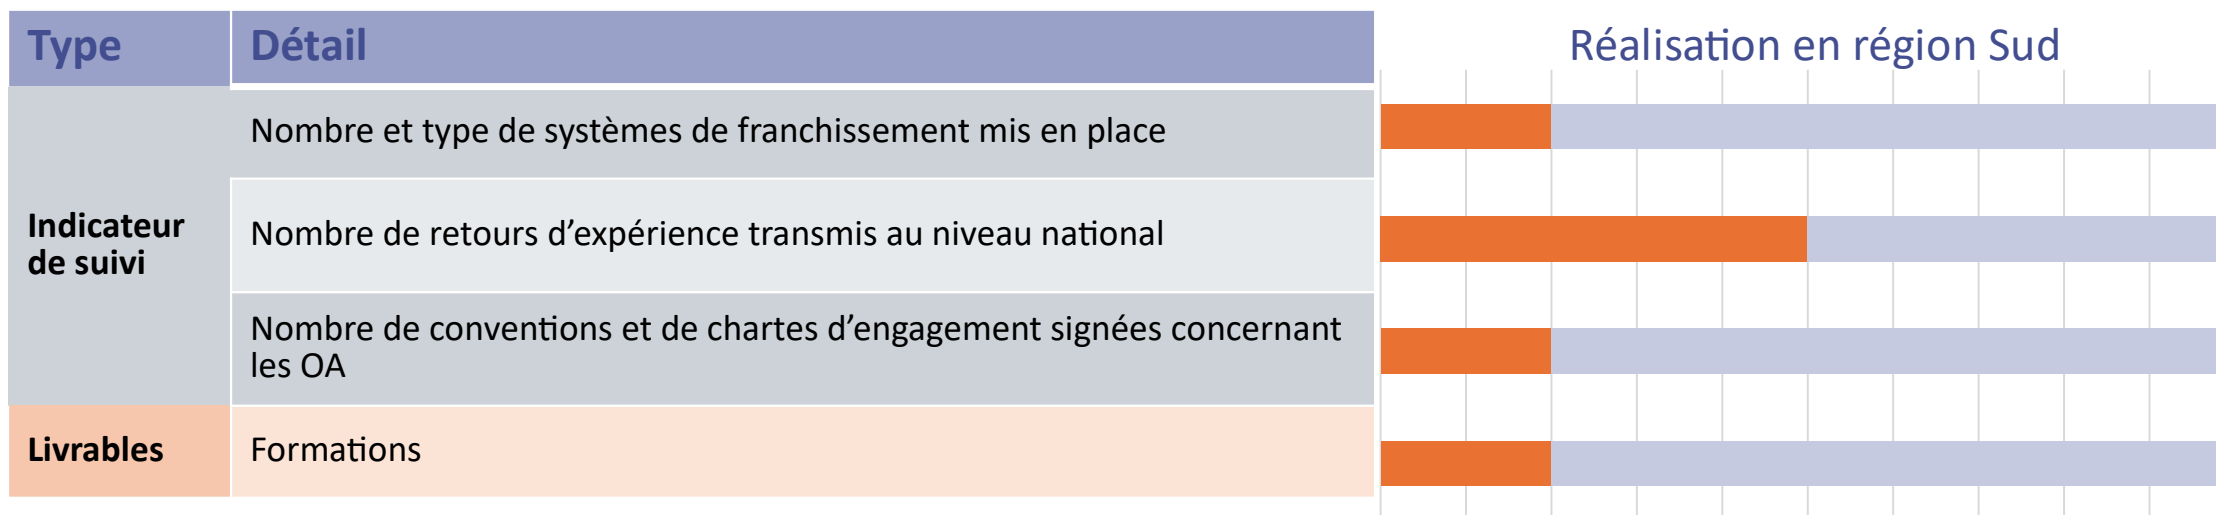 Type
Détail
Réalisation en région Sud
Indicateur
de suivi
Nombre et type de systèmes de franchissement mis en place
Nombre de retours d’expérience transmis au niveau national
Nombre de conventions et de chartes d’engagement signées concernant
les OA
Livrables
Formations